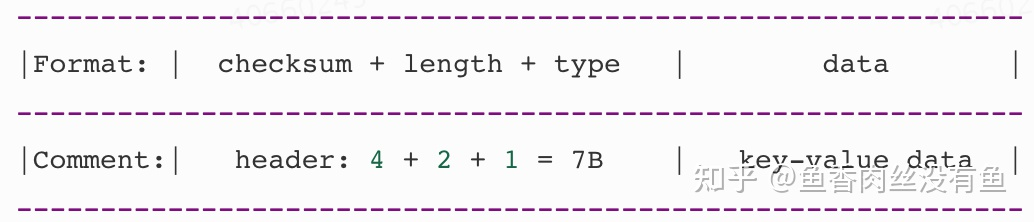 |Format: | checksum + length + type | data |
|Comment:| header: 4 + 2 + 1 = 7B | key-value data |
知乎 @鱼香肉丝没有鱼